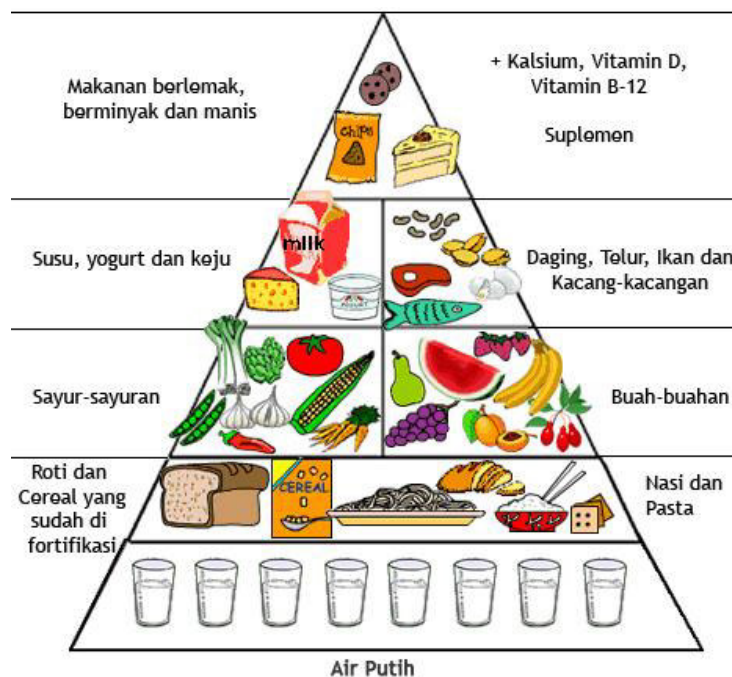 Makanan berlemak,
berminyak dan manis
+ Kalsium, Vitamin D,
Vitamin B-12
Suplemen
chips
milk
Susu, yogurt dan keju
YOGURT
Daging, Telur, Ikan dan
Kacang-kacangan
Sayur-sayuran
Buah-buahan
Roti dan
Cereal yang
sudah di
fortifikasi
CEREAL
Nasi dan
Pasta
Air Putih